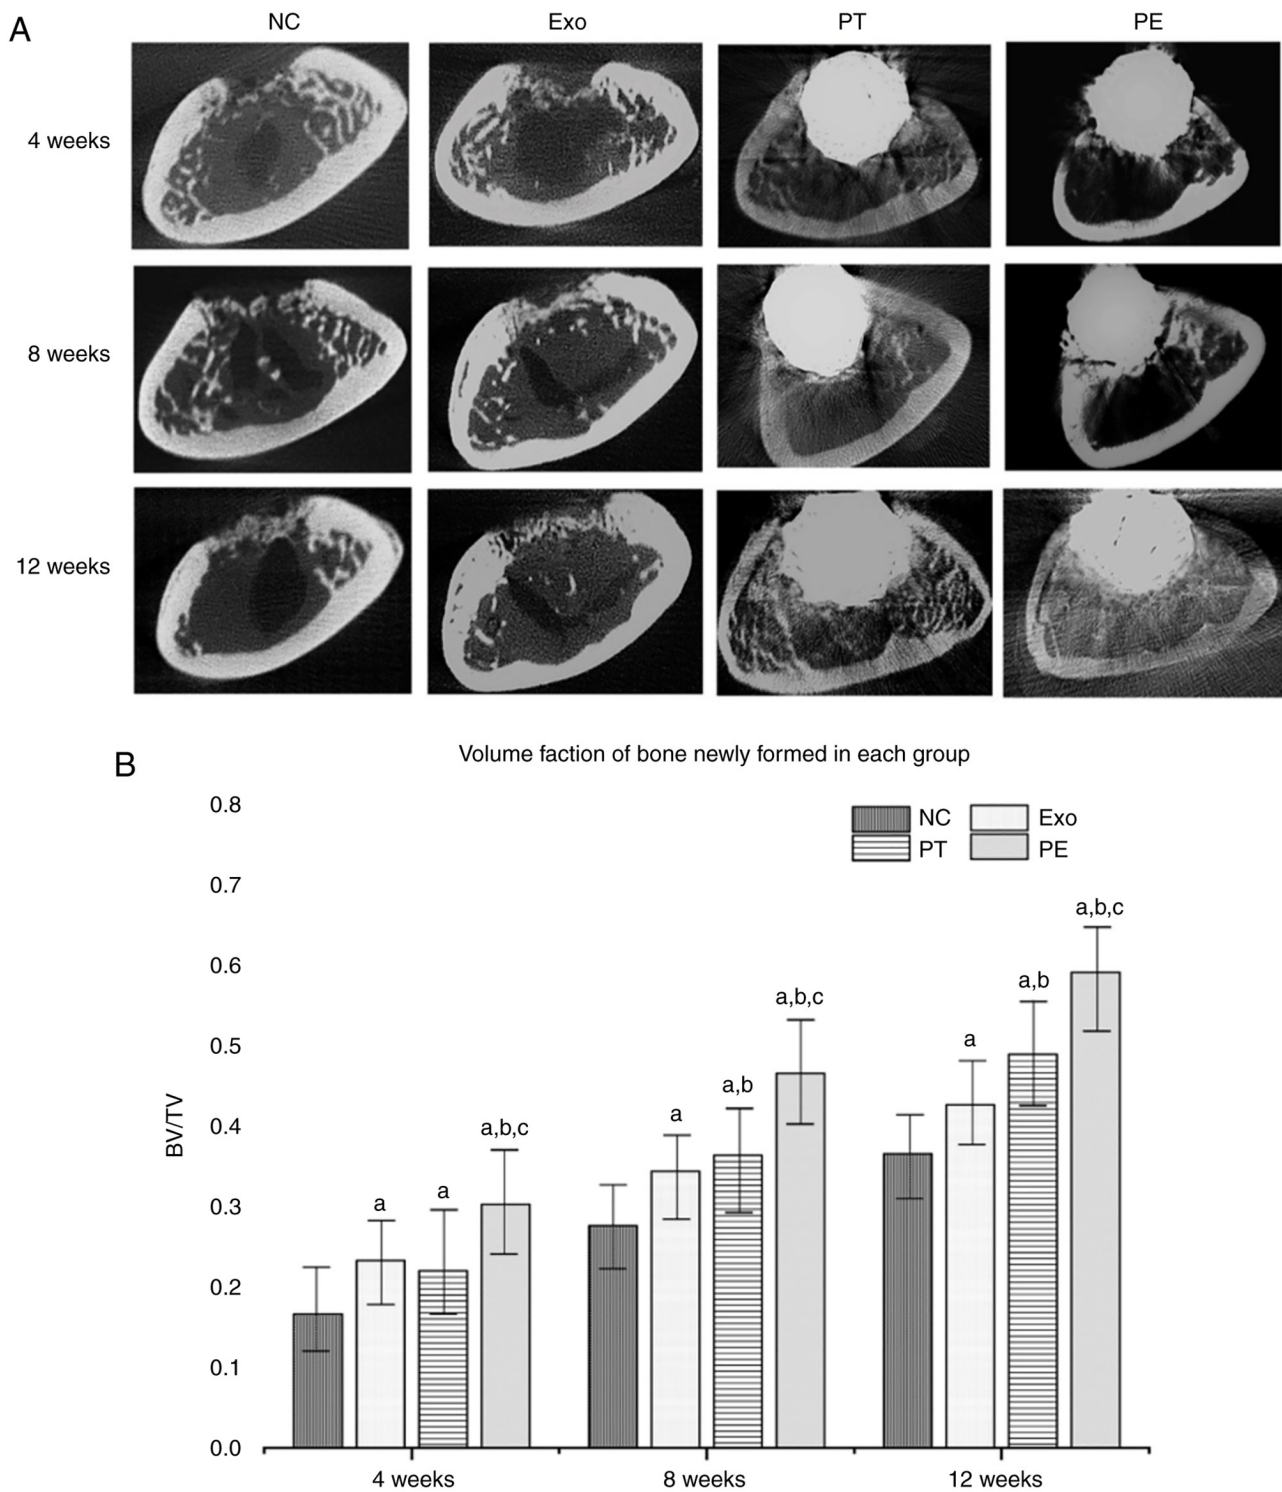 A
NC Exo PT PE
4 weeks
8 weeks
12 weeks
B
Volume faction of bone newly formed in each group
0.8
0.7
0.6
0.5
0.4
0.3
0.2
0.1
0.0
BV/TV
NC Exo
PT PE
a a a,b,c
a a,b a,b,c
a a,b a,b,c
4 weeks 8 weeks 12 weeks